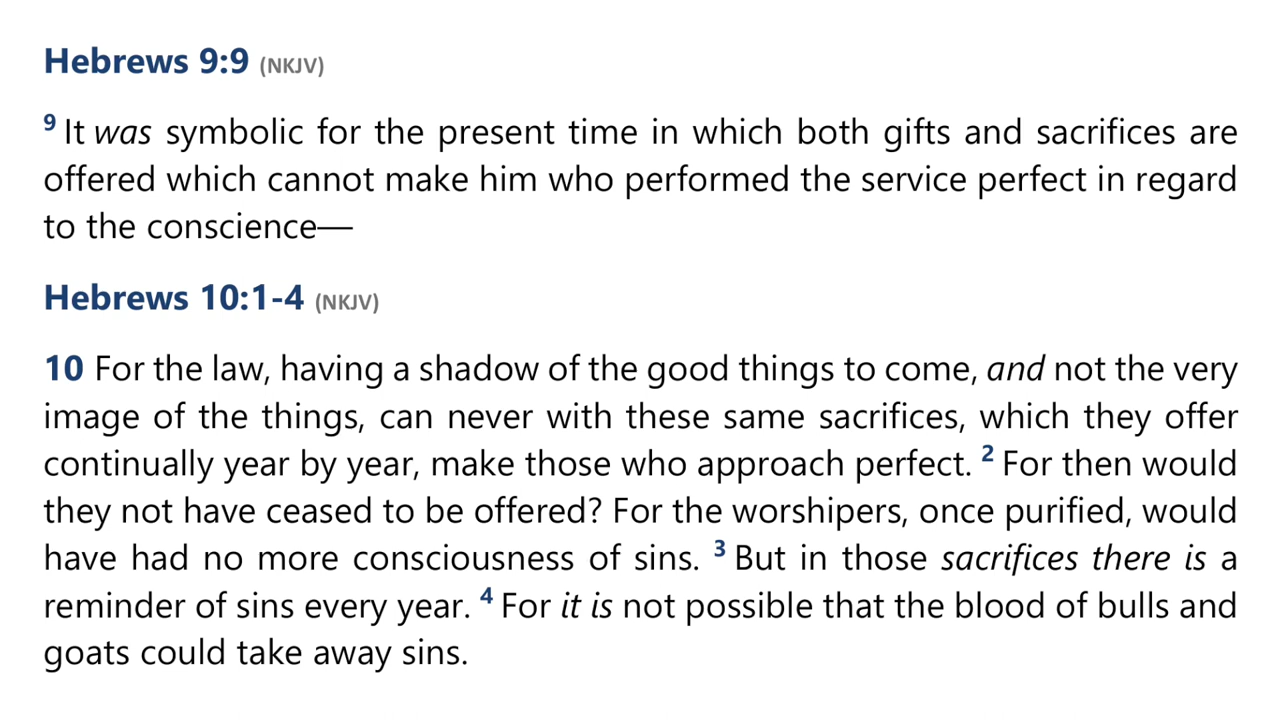 Hebrews 9:9 (NKJV)
9 It was symbolic for the present time in which both gifts and sacrifices are
offered which cannot make him who performed the service perfect in regard
to the conscience—
Hebrews 10:1-4 (NKJV)
10 For the law, having a shadow of the good things to come, and not the very
image of the things, can never with these same sacrifices, which they offer
continually year by year, make those who approach perfect. 2 For then would
they not have ceased to be offered? For the worshipers, once purified, would
have had no more consciousness of sins. 3 But in those sacrifices there is a
reminder of sins every year. 4 For it is not possible that the blood of bulls and
goats could take away sins.